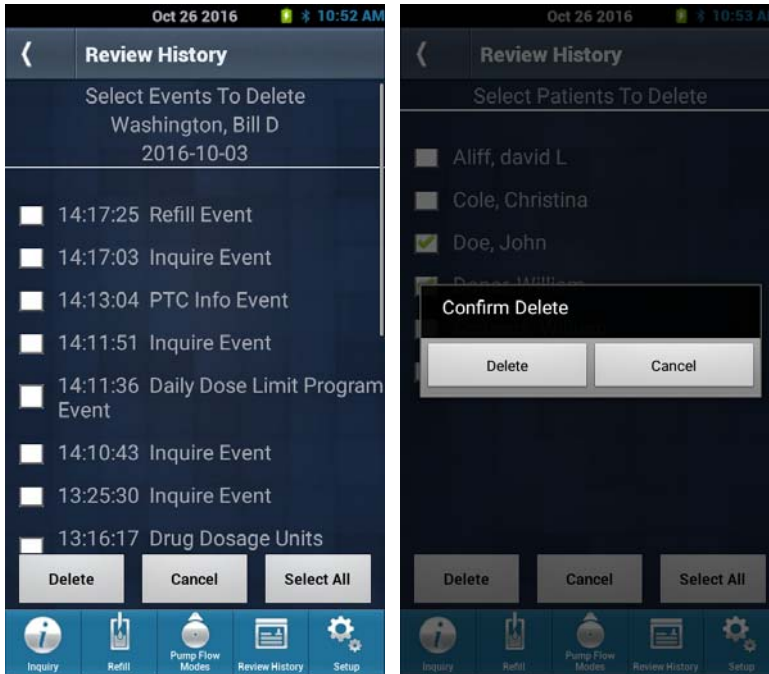 Oct 26 2016 10:52 AM
Review History
Select Events To Delete
Washington, Bill D
2016-10-03
14:17:25 Refill Event
14:17:03 Inquire Event
14:13:04 PTC Info Event
14:11:51 Inquire Event
14:11:36 Daily Dose Limit Program
Event
14:10:43 Inquire Event
13:25:30 Inquire Event
13:16:17 Drug Dosage Units
Delete Cancel Select All
Inquiry Refill Pump Flow
Modes Review History Setup
Oct 26 2016 10:53 AM
Review History
Select Patients To Delete
Aliff, david L
Cole, Christina
Doe, John
Confirm Delete
Delete Cancel
Delete Cancel Select All
Inquiry Refill Pump Flow
Modes Review History Setup